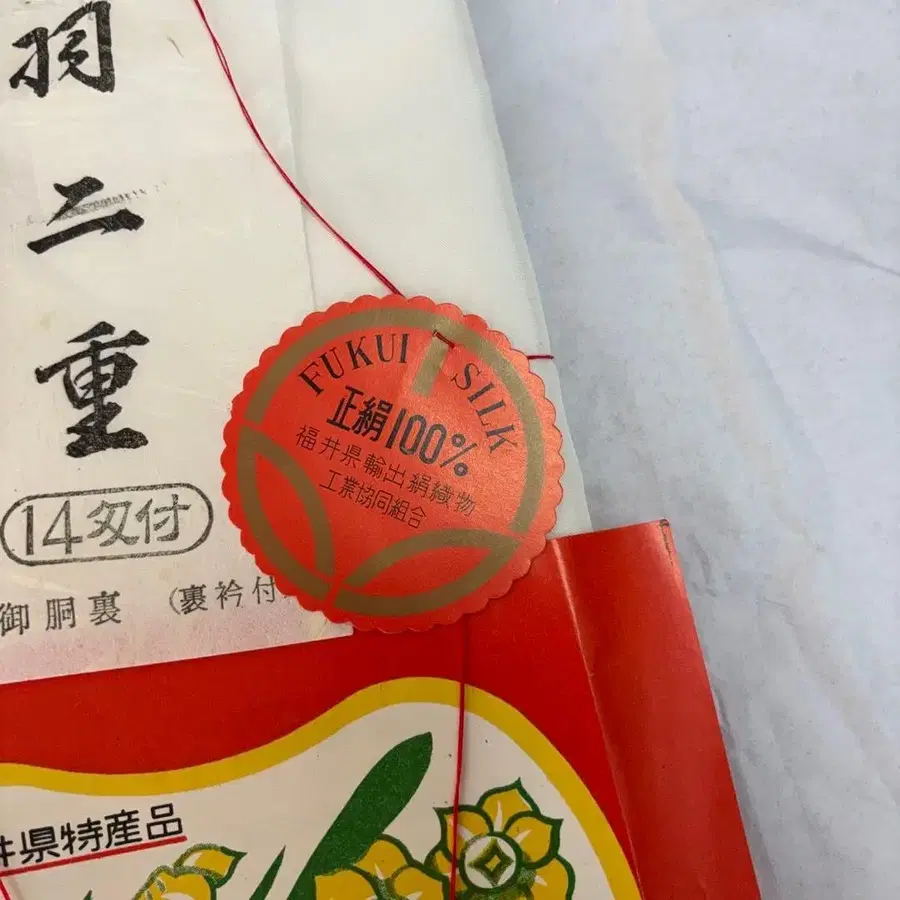 羽
二
重
14匁付
御胴裏 (裏衿付
FUKUI SILK
正絹100%
福井県輸出絹織物
工業協同組合
井県特産品